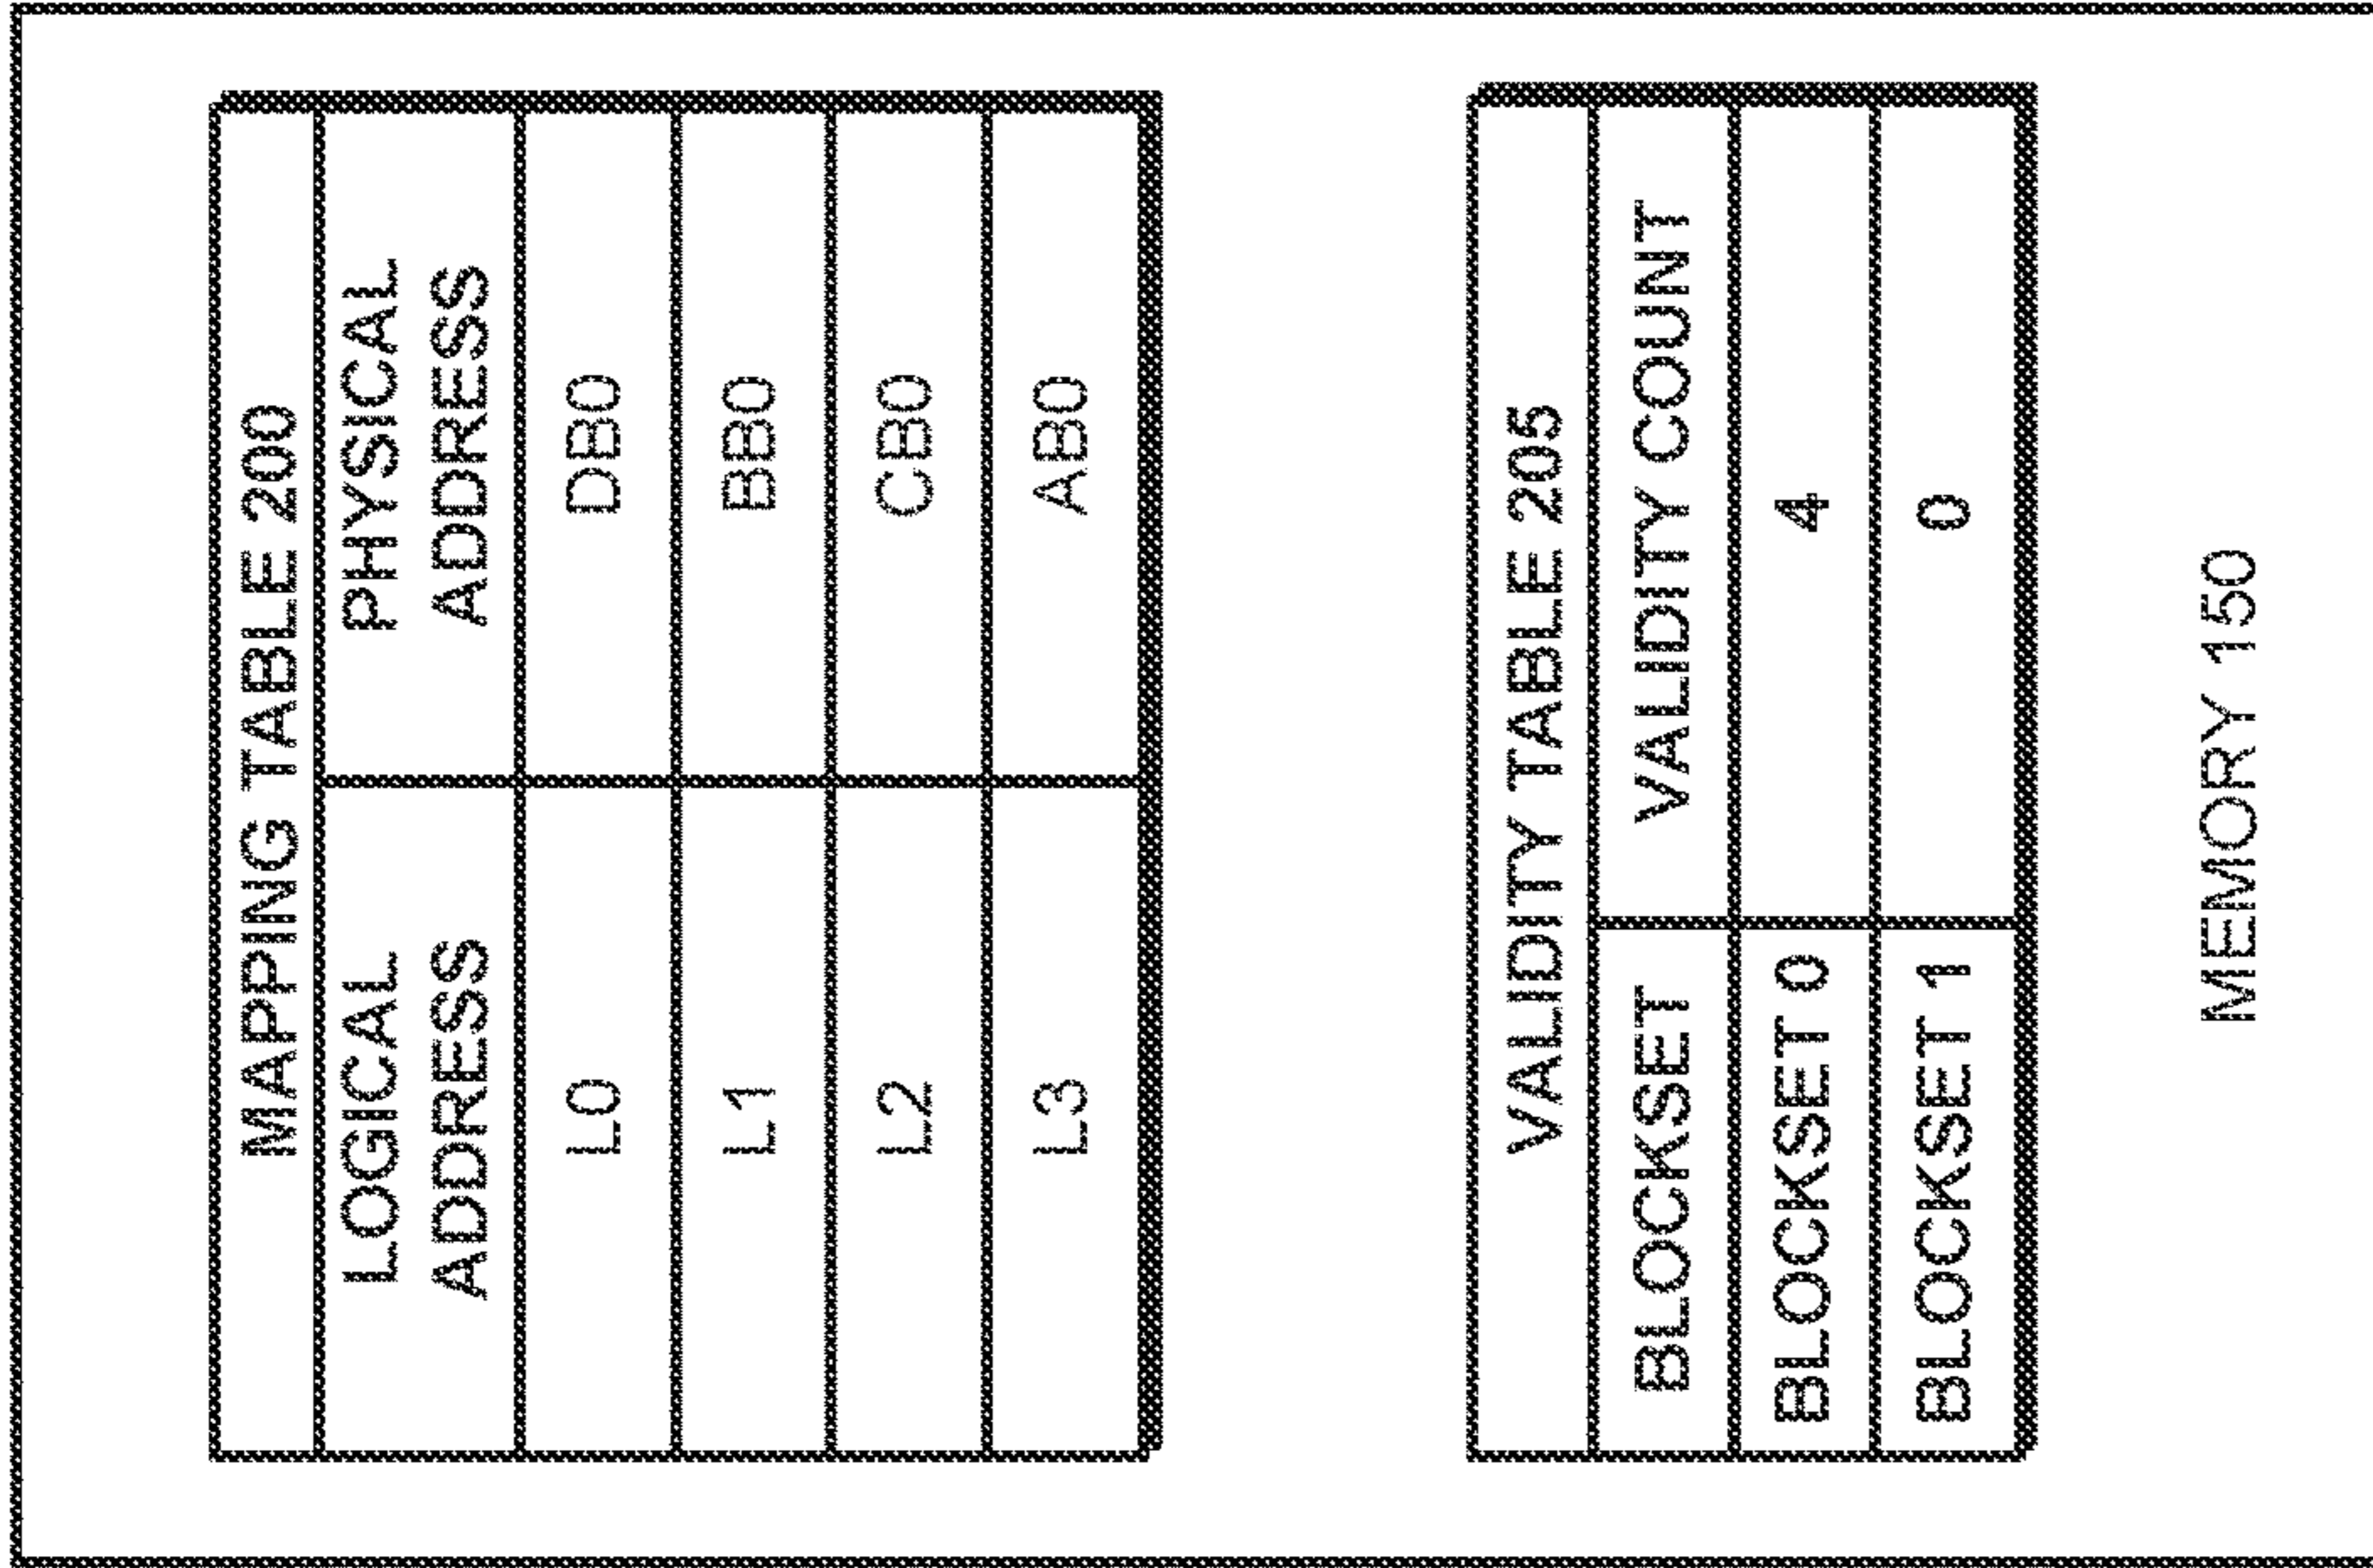 MAPPING TABLE 200
LOGICAL ADDRESS PHYSICAL ADDRESS
L0 DB0
L1 BB0
L2 CB0
L3 AB0
VALIDITY TABLE 205
BLOCKSET VALIDITY COUNT
BLOCKSET 0 4
BLOCKSET 1 0
MEMORY 150